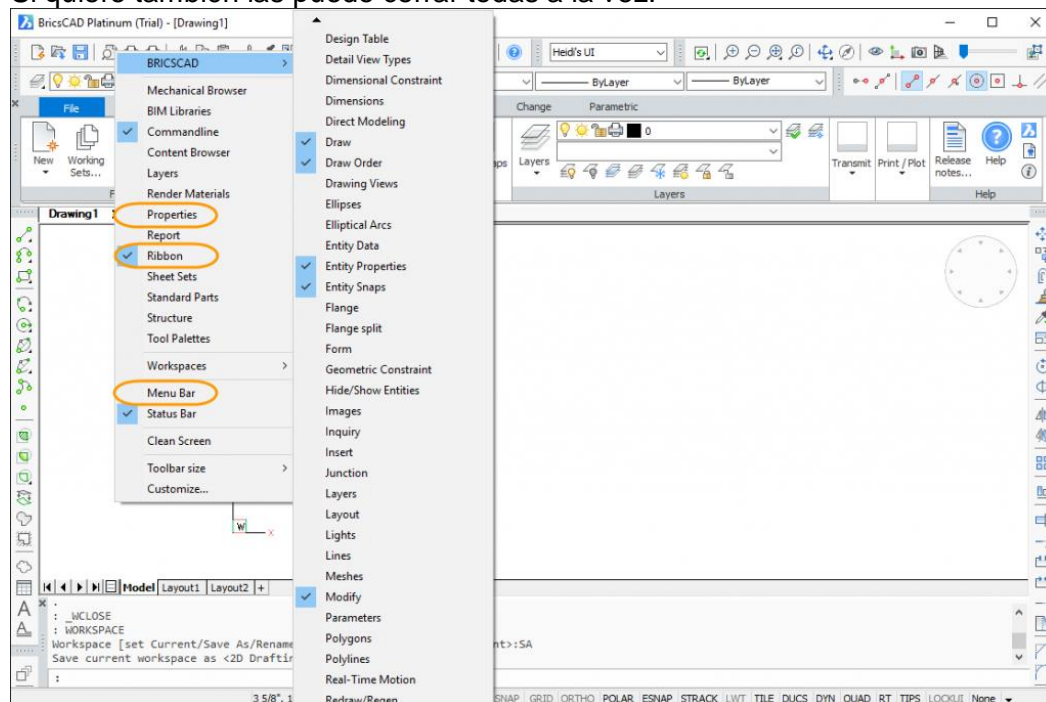 Si quiero también las puedo cerrar todas a la vez.
BricsCAD Platinum (Trial) - [Drawing1]
Heidi's UI
ByLayer
ByLayer
File
Change
Parametric
New
Working
Sets...
Layers
0
Layers
Transmit
Print / Plot
Release
notes...
Help
Help
Drawing1
BRICSCAD
Mechanical Browser
BIM Libraries
Commandline
Content Browser
Layers
Render Materials
Properties
Report
Ribbon
Sheet Sets
Standard Parts
Structure
Tool Palettes
Workspaces
Menu Bar
Status Bar
Clean Screen
Toolbar size
Customize...
Design Table
Detail View Types
Dimensional Constraint
Dimensions
Direct Modeling
Draw
Draw Order
Drawing Views
Ellipses
Elliptical Arcs
Entity Data
Entity Properties
Entity Snaps
Flange
Flange split
Form
Geometric Constraint
Hide/Show Entities
Images
Inquiry
Insert
Junction
Layers
Layout
Lights
Lines
Meshes
Modify
Parameters
Polygons
Polylines
Real-Time Motion
Redraw/Regen
W
X
Model Layout1 Layout2 +
: _WCLOSE
: WORKSPACE
Workspace [set Current/Save As/Rename
nt>:SA
Save current workspace as <2D Draftin
:
3 5/8", 1
SNAP GRID ORTHO POLAR ESNAP STRACK LWT TILE DUCS DYN QUAD RT TIPS LOCKUI None